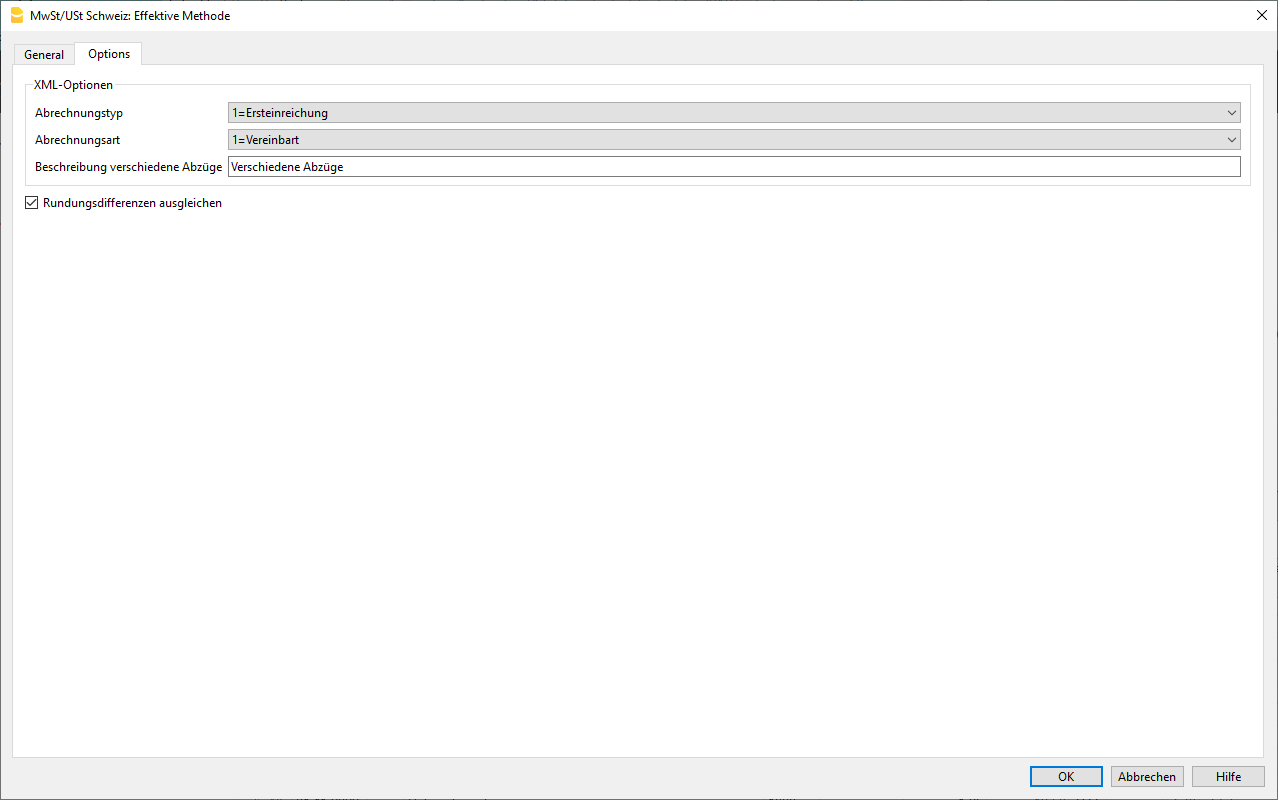 MwSt/USt Schweiz: Effektive Methode
General
Options
XML-Optionen
Abrechnungstyp
1=Ersteinreichung
Abrechnungsart
1=Vereinbart
Beschreibung verschiedene Abzüge
Verschiedene Abzüge
Rundungsdifferenzen ausgleichen
OK
Abbrechen
Hilfe